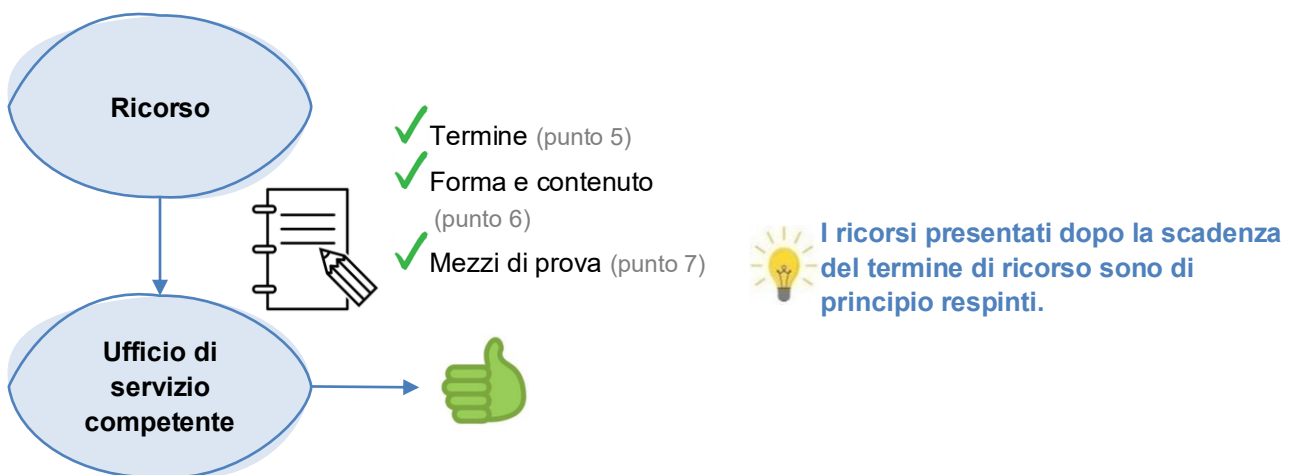 Ricorso
Termine (punto 5)
Forma e contenuto
(punto 6)
Mezzi di prova (punto 7)
I ricorsi presentati dopo la scadenza
del termine di ricorso sono di
principio respinti.
Ufficio di
servizio
competente